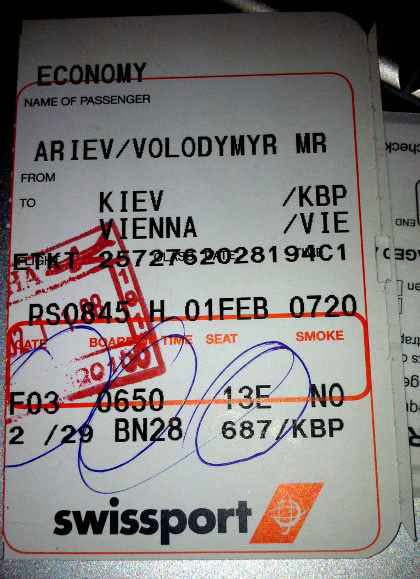 ECONOMY
NAME OF PASSENGER
ARIEV/VOLODYMYR MR
FROM
KIEV /KBP
TO
VIENNA /VIE
ETKT 2572762028194C1
PS0845 H 01FEB 0720
GATE TIME SEAT SMOKE
F03 0650 13E NO
2 /29 BN28 687/KBP
swissport